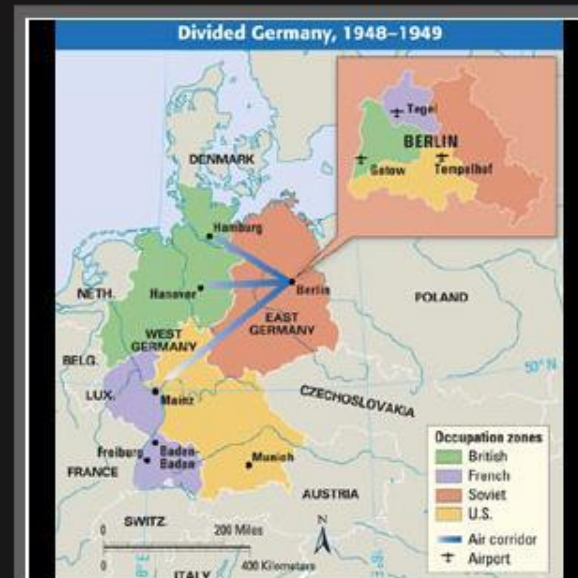 Divided Germany, 1948–1949
Tegel
BERLIN
Gatow
Tempelhof
DENMARK
Hamburg
NETH.
Hanover
Berlin
POLAND
EAST
GERMANY
WEST
GERMANY
BELG.
50° N
LUX.
Mainz
CZECHOSLOVAKIA
Freiburg
Baden-
Baden
Munich
FRANCE
AUSTRIA
SWITZ.
ITALY
Occupation zones
British
French
Soviet
U.S.
Air corridor
Airport
0
200 Miles
0
400 Kilometers
N
8° E